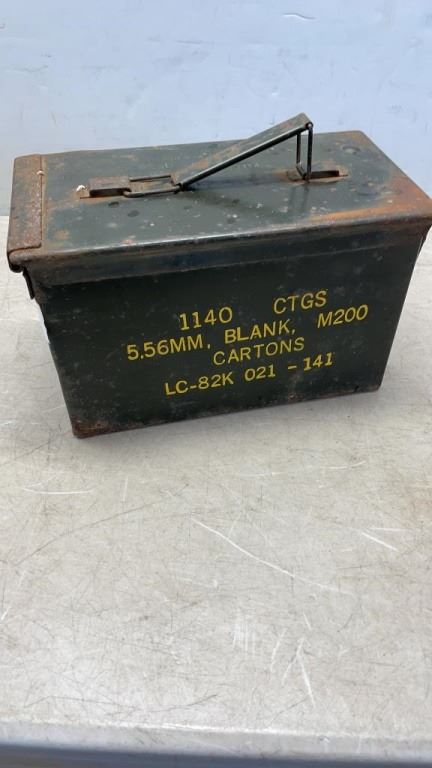 1140 CTGS
5.56MM, BLANK, M200
CARTONS
LC-82K 021 - 141